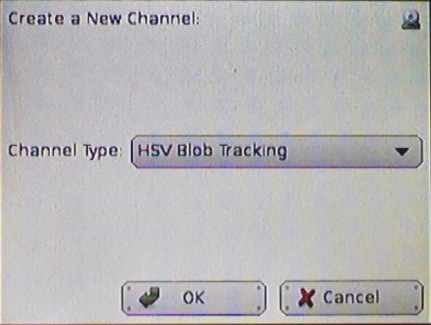 Create a New Channel:
Channel Type: HSV Blob Tracking
OK Cancel